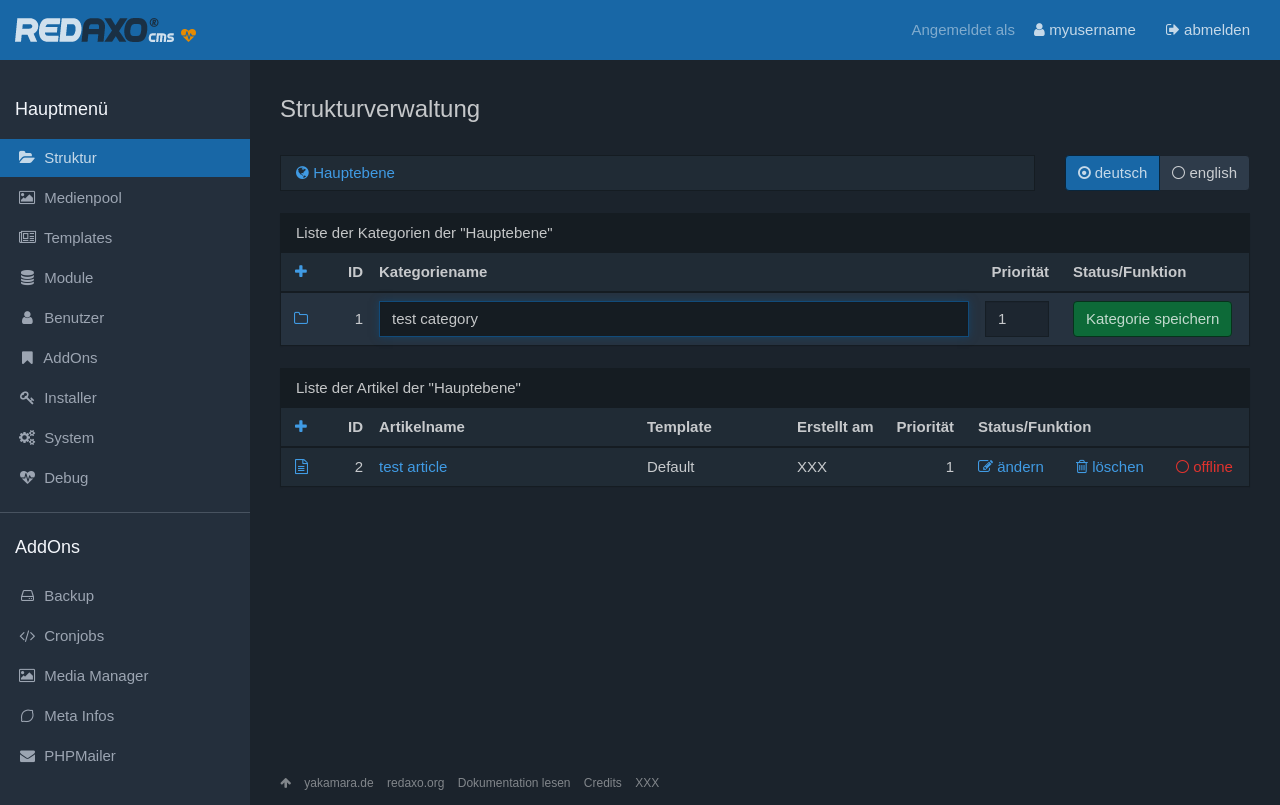 REDAXO® cms
Angemeldet als myusername abmelden
Hauptmenü
Struktur
Medienpool
Templates
Module
Benutzer
AddOns
Installer
System
Debug
AddOns
Backup
Cronjobs
Media Manager
Meta Infos
PHPMailer
Strukturverwaltung
Hauptebene
deutsch english
Liste der Kategorien der "Hauptebene"
ID Kategoriename Priorität Status/Funktion
1 test category 1 Kategorie speichern
Liste der Artikel der "Hauptebene"
ID Artikelname Template Erstellt am Priorität Status/Funktion
2 test article Default XXX 1 ändern löschen offline
yakamara.de redaxo.org Dokumentation lesen Credits XXX